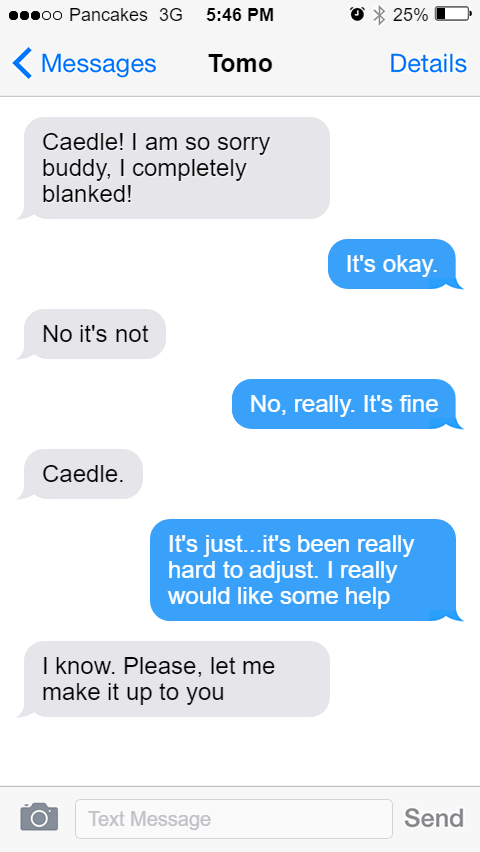 Pancakes 3G 5:46 PM 25%
Messages Tomo Details
Caedle! I am so sorry
buddy, I completely
blanked!
It's okay.
No it's not
No, really. It's fine
Caedle.
It's just...it's been really
hard to adjust. I really
would like some help
I know. Please, let me
make it up to you
Text Message Send